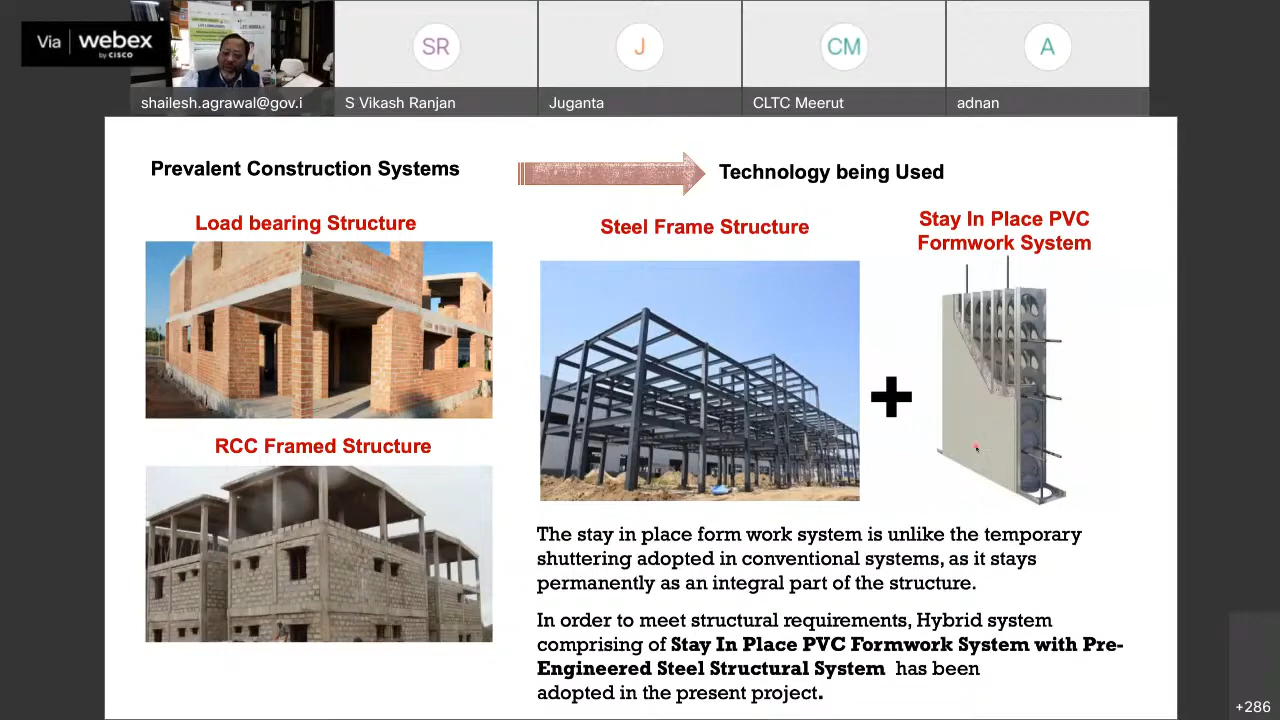 Via webex
by CISCO
SR
J
CM
A
shailesh.agrawal@gov.i
S Vikash Ranjan
Juganta
CLTC Meerut
adnan
Prevalent Construction Systems
Technology being Used
Load bearing Structure
Steel Frame Structure
Stay In Place PVC
Formwork System
RCC Framed Structure
The stay in place form work system is unlike the temporary
shuttering adopted in conventional systems, as it stays
permanently as an integral part of the structure.
In order to meet structural requirements, Hybrid system
comprising of Stay In Place PVC Formwork System with Pre-
Engineered Steel Structural System has been
adopted in the present project.
+286